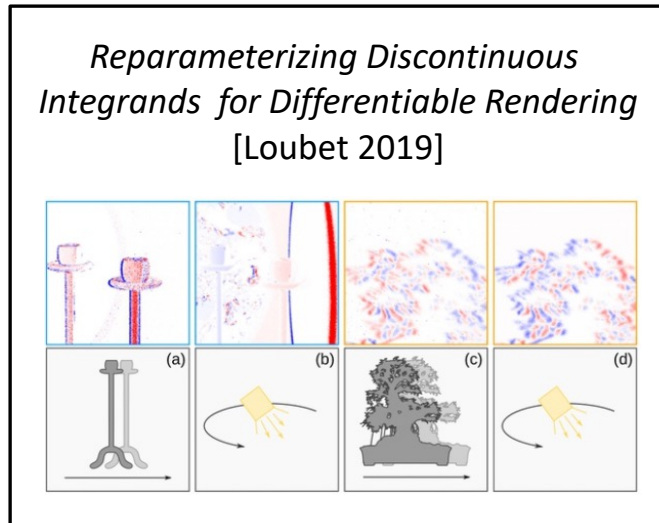 Reparameterizing Discontinuous
Integrands for Differentiable Rendering
[Loubet 2019]
(a) (b) (c) (d)